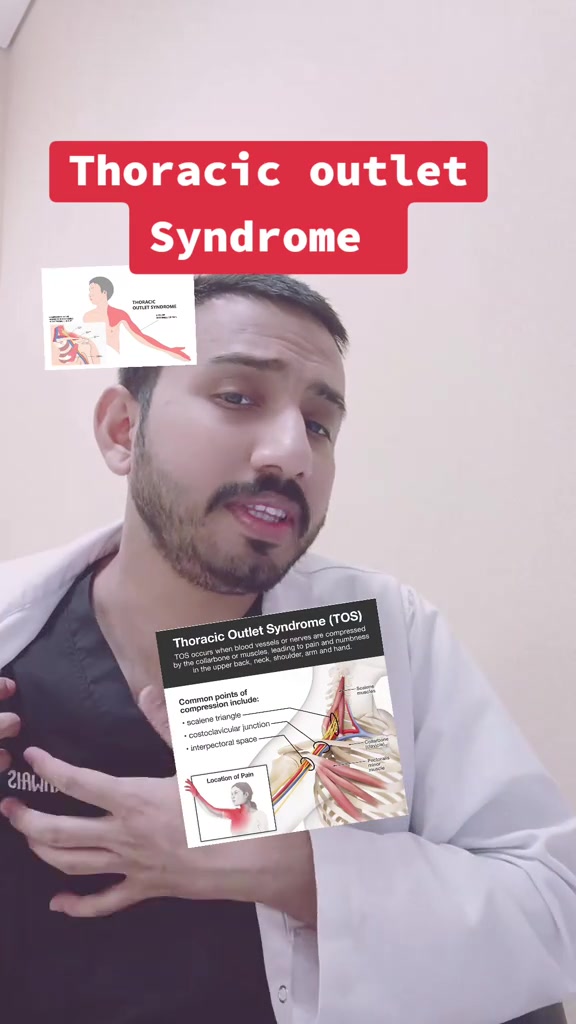 Thoracic outlet
Syndrome
THORACIC
OUTLET SYNDROME
Thoracic Outlet Syndrome (TOS)
TOS occurs when blood vessels or nerves are compressed
by the collarbone or muscles, leading to pain and numbness
in the upper back, neck, shoulder, arm and hand.
Common points of
compression include:
• scalene triangle
• costoclavicular junction
• interpectoral space
Scalene
muscles
Collarbone
Pectoralis
minor
muscle
Location of Pain